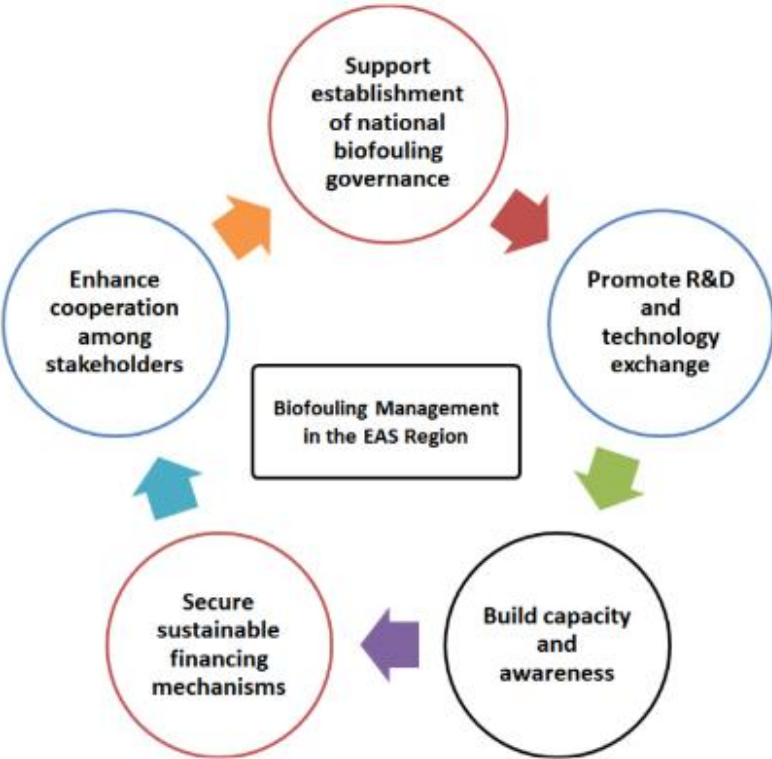 Support
establishment
of national
biofouling
governance
Promote R&D
and
technology
exchange
Build capacity
and
awareness
Secure
sustainable
financing
mechanisms
Enhance
cooperation
among
stakeholders
Biofouling Management
in the EAS Region